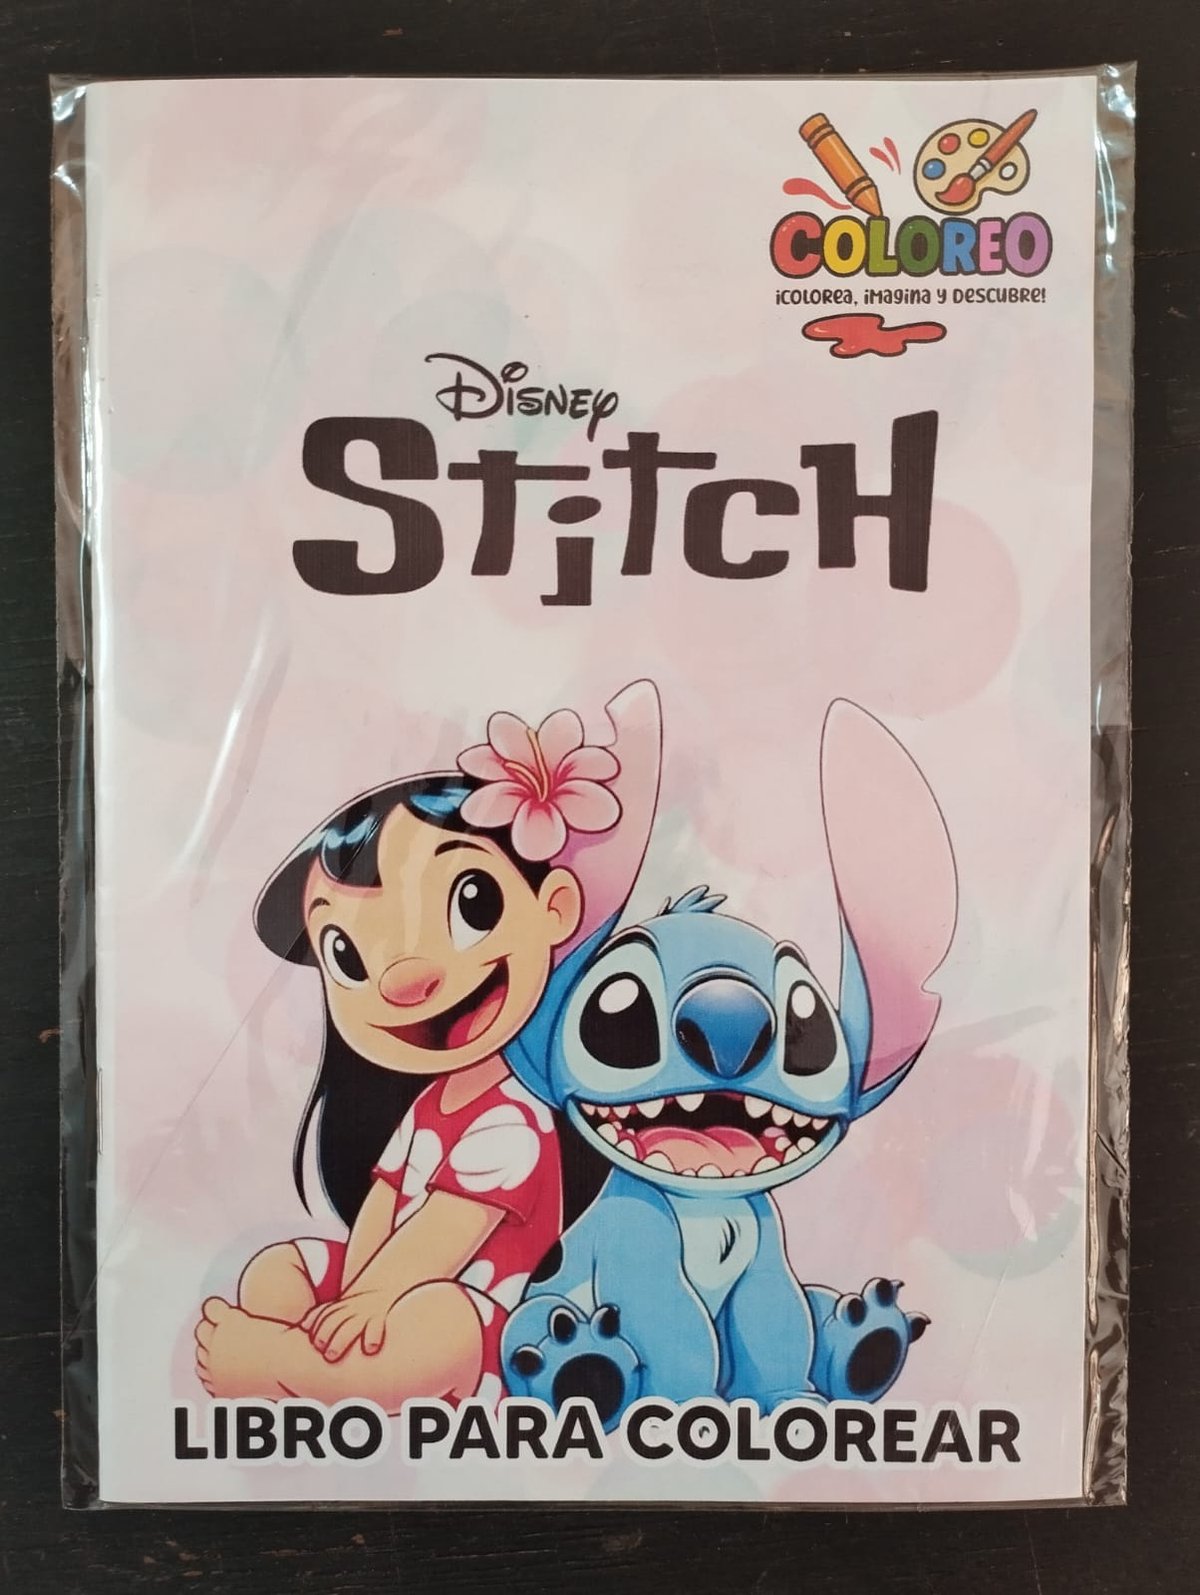 COLOREO
¡COLOREA, IMAGINA Y DESCUBRE!
DISNEY
STITCH
LIBRO PARA COLOREAR